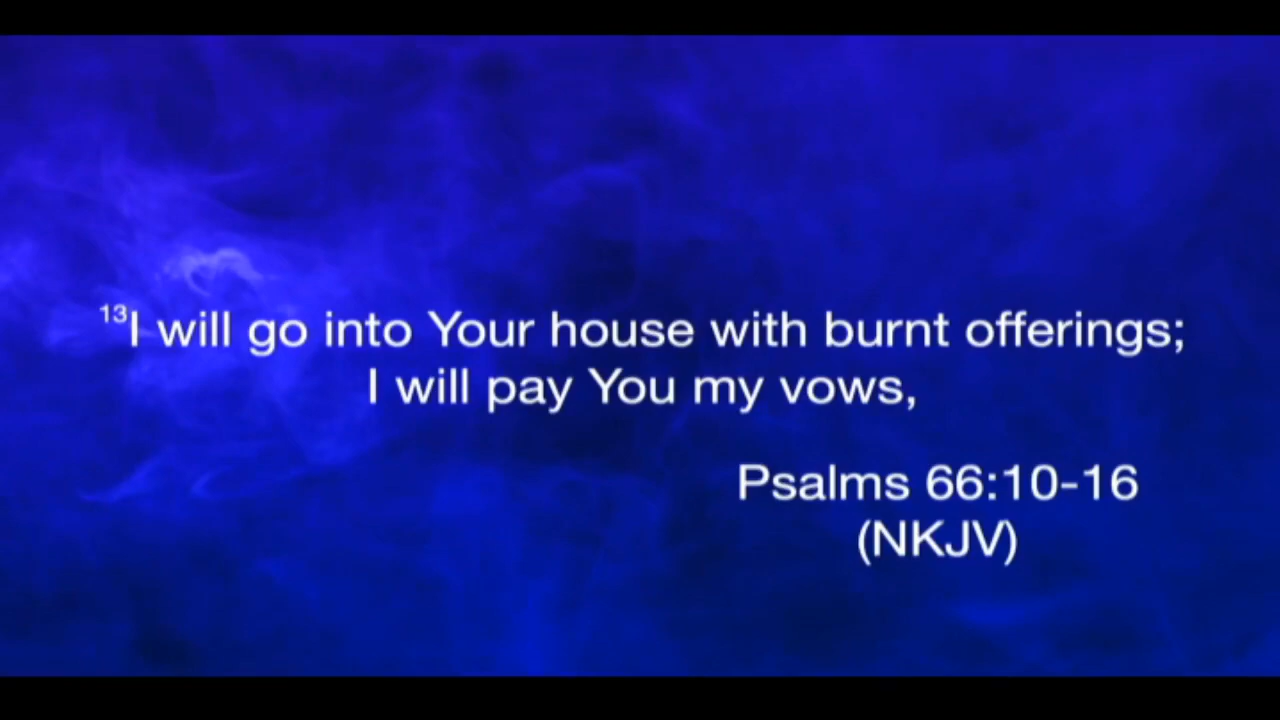 ¹³I will go into Your house with burnt offerings;
I will pay You my vows,
Psalms 66:10-16
(NKJV)